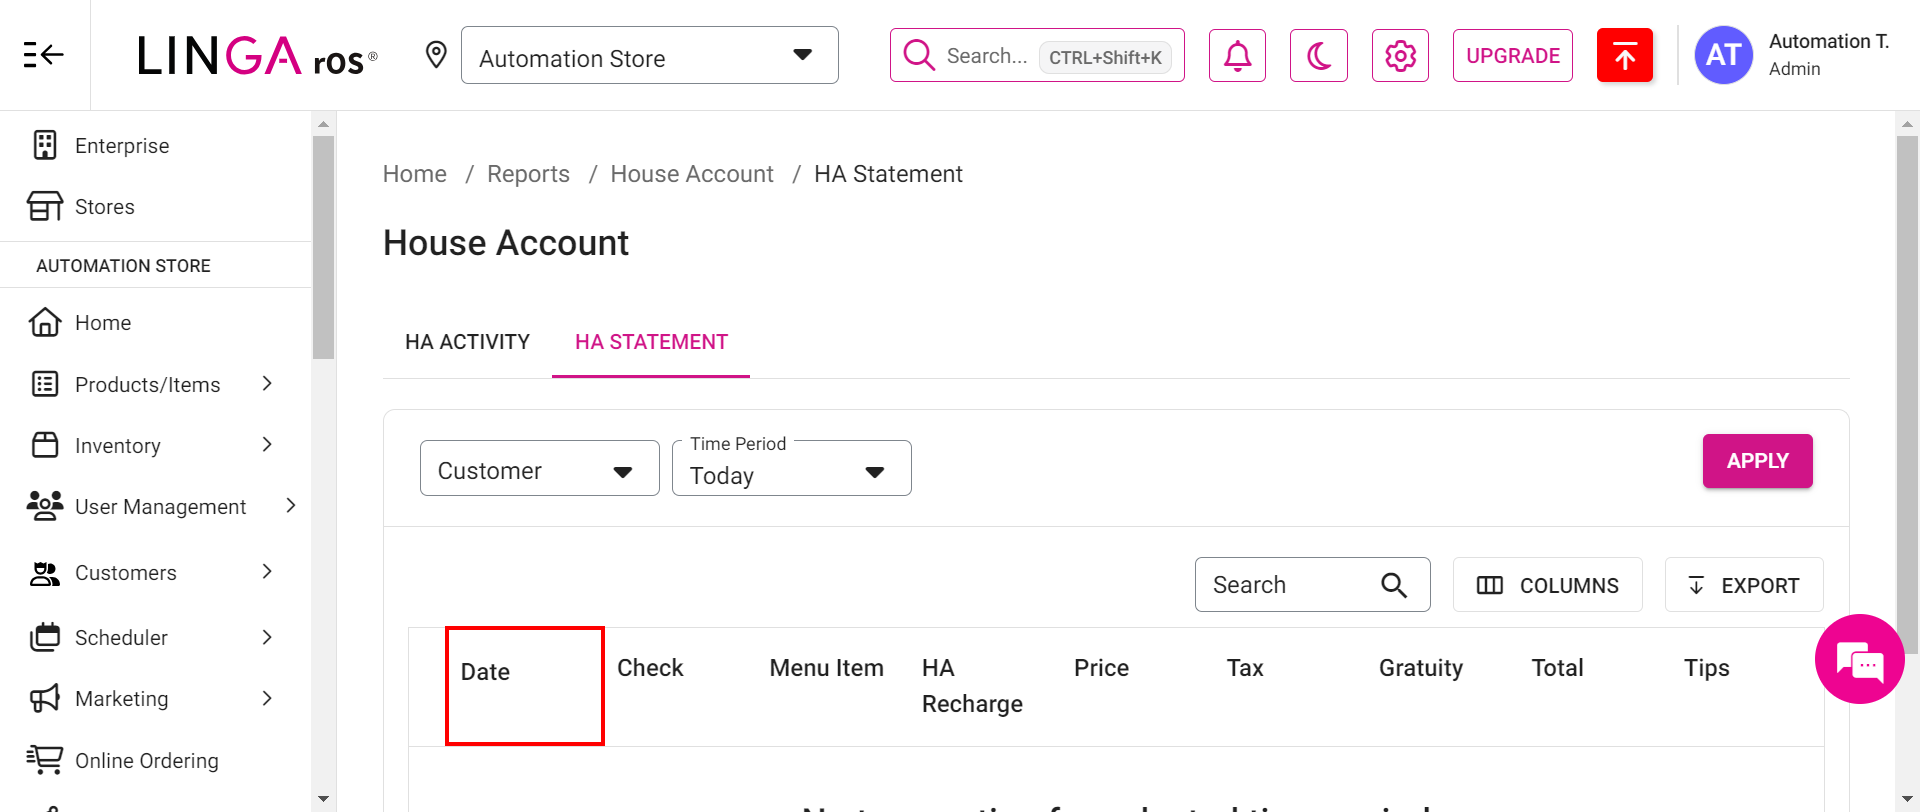 LINGA ros®
Automation Store
Search... CTRL+Shift+K
UPGRADE
AT
Automation T.
Admin
Enterprise
Stores
AUTOMATION STORE
Home
Products/Items
Inventory
User Management
Customers
Scheduler
Marketing
Online Ordering
Home / Reports / House Account / HA Statement
House Account
HA ACTIVITY HA STATEMENT
Customer
Time Period
Today
APPLY
Search
COLUMNS
EXPORT
Date Check Menu Item HA Recharge Price Tax Gratuity Total Tips